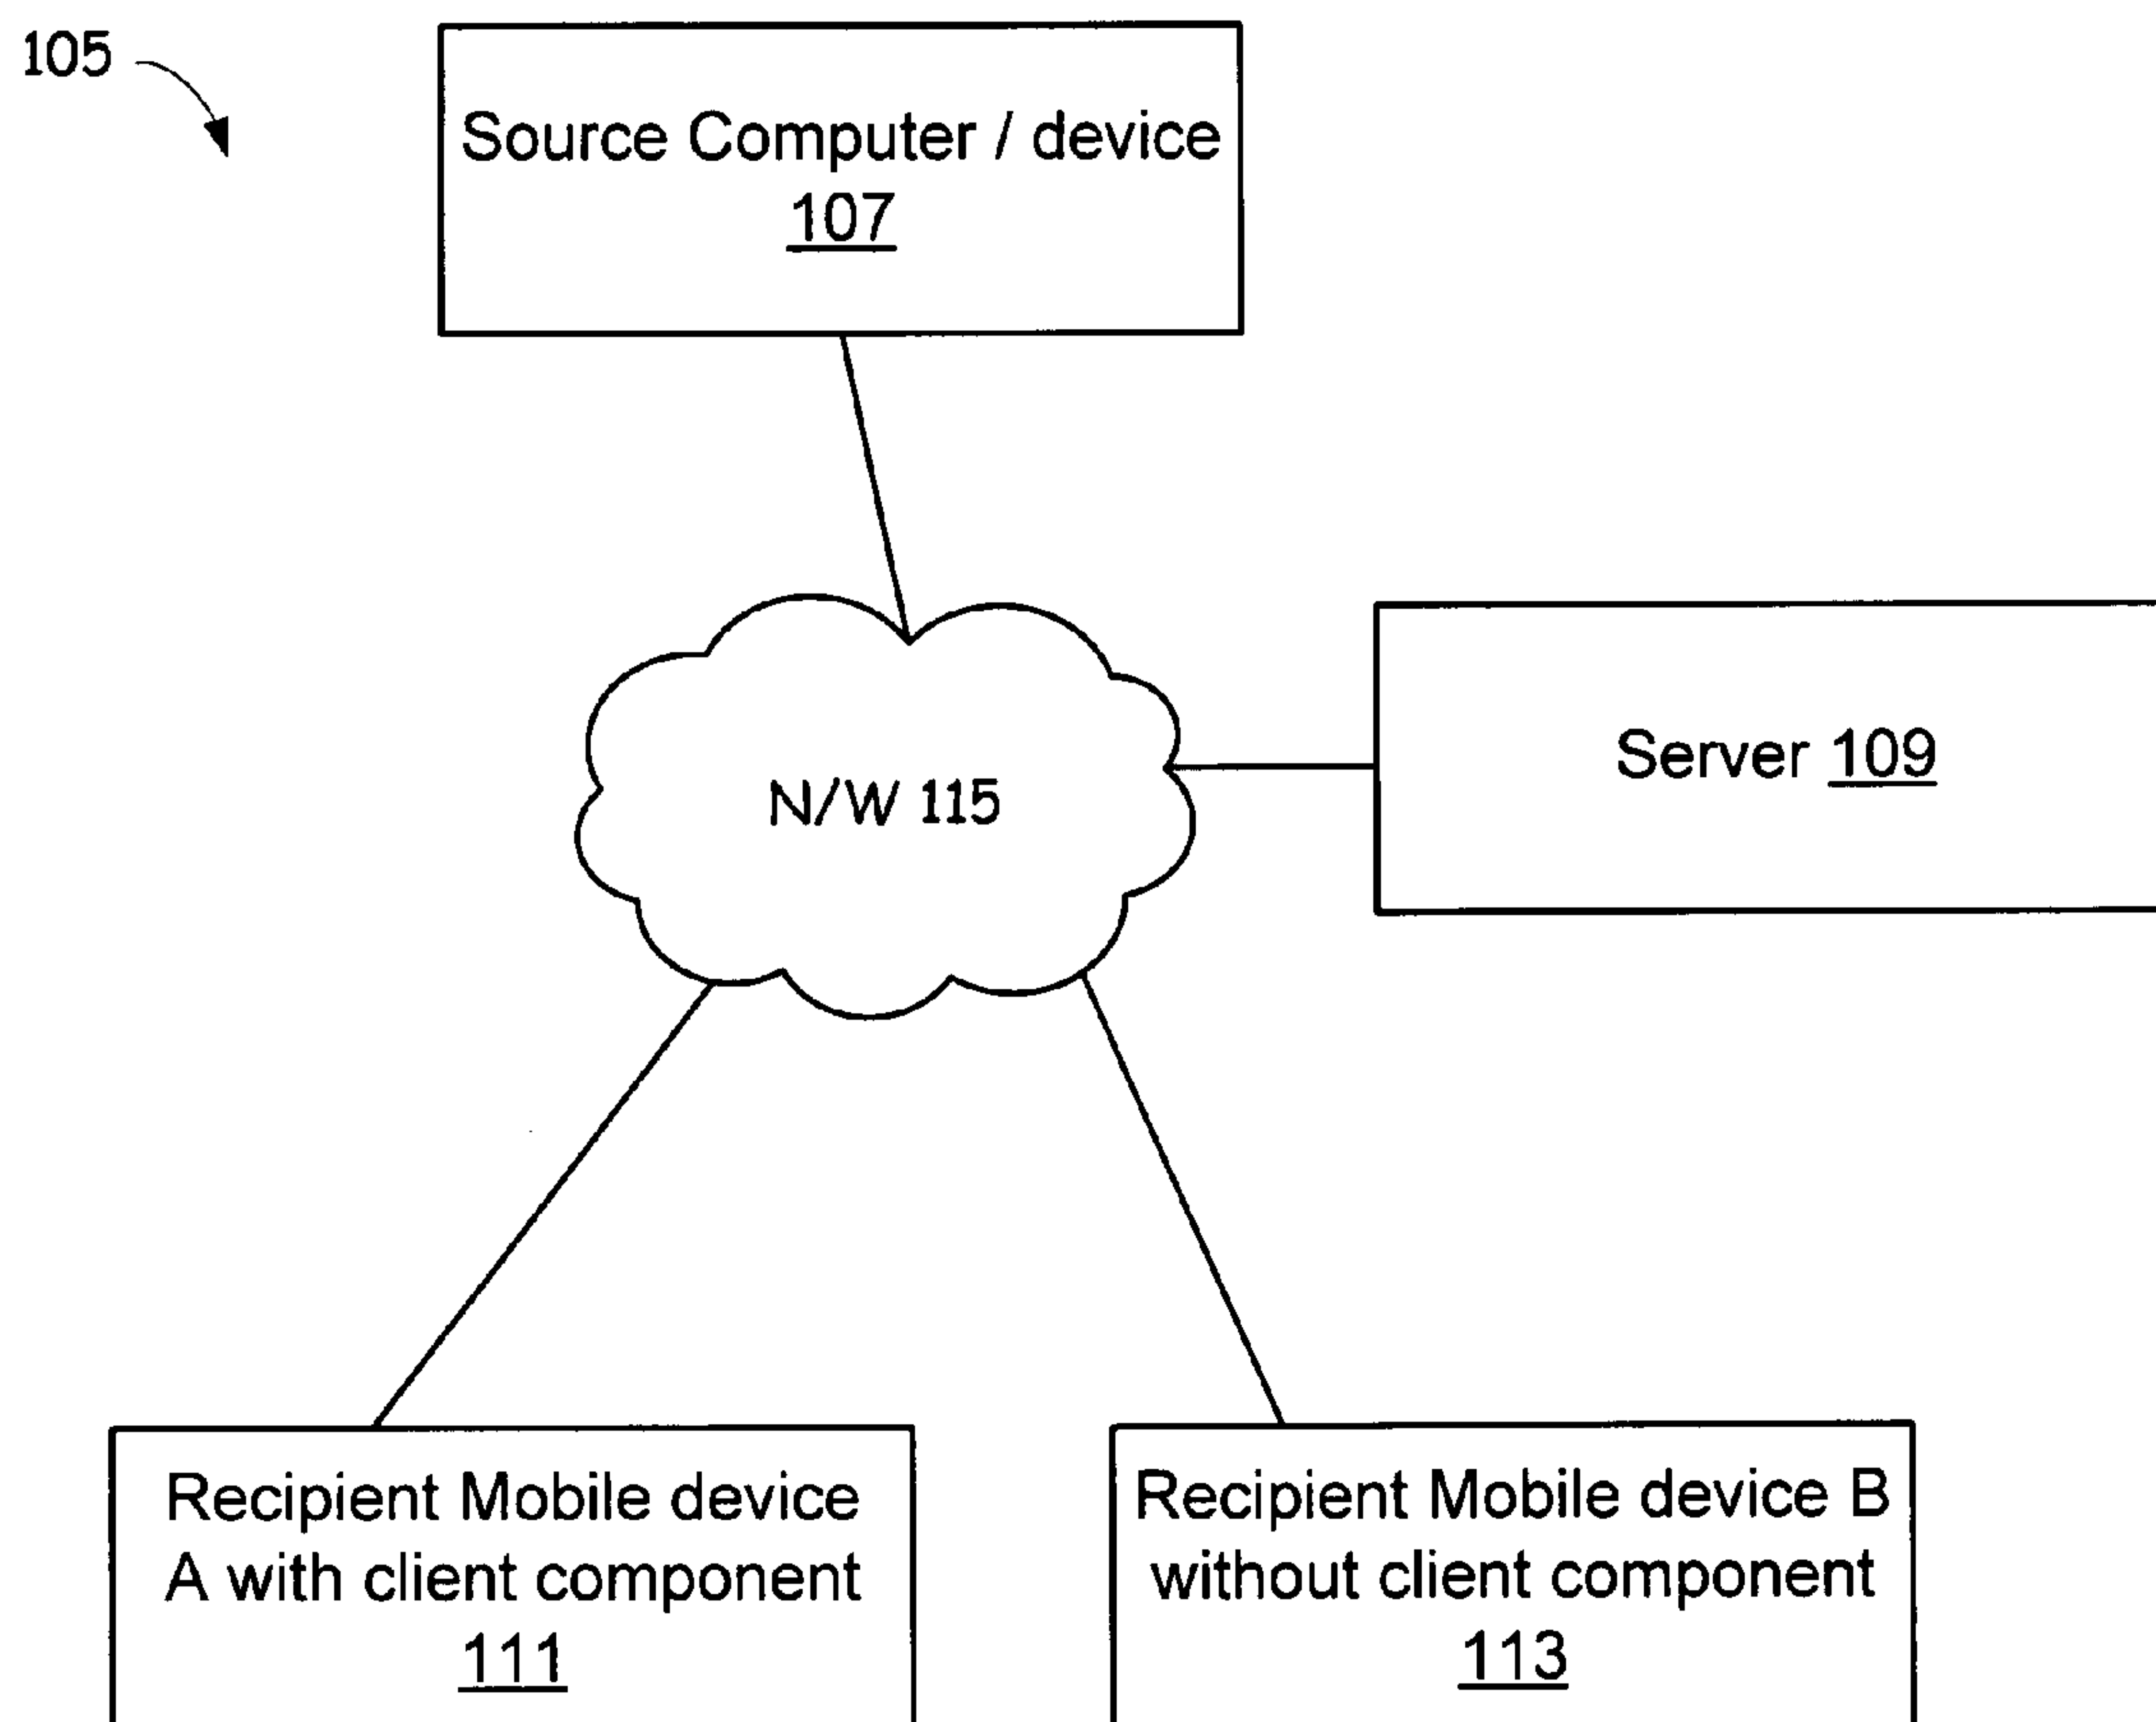 105
Source Computer / device
107
N/W 115
Server 109
Recipient Mobile device
A with client component
111
Recipient Mobile device B
without client component
113